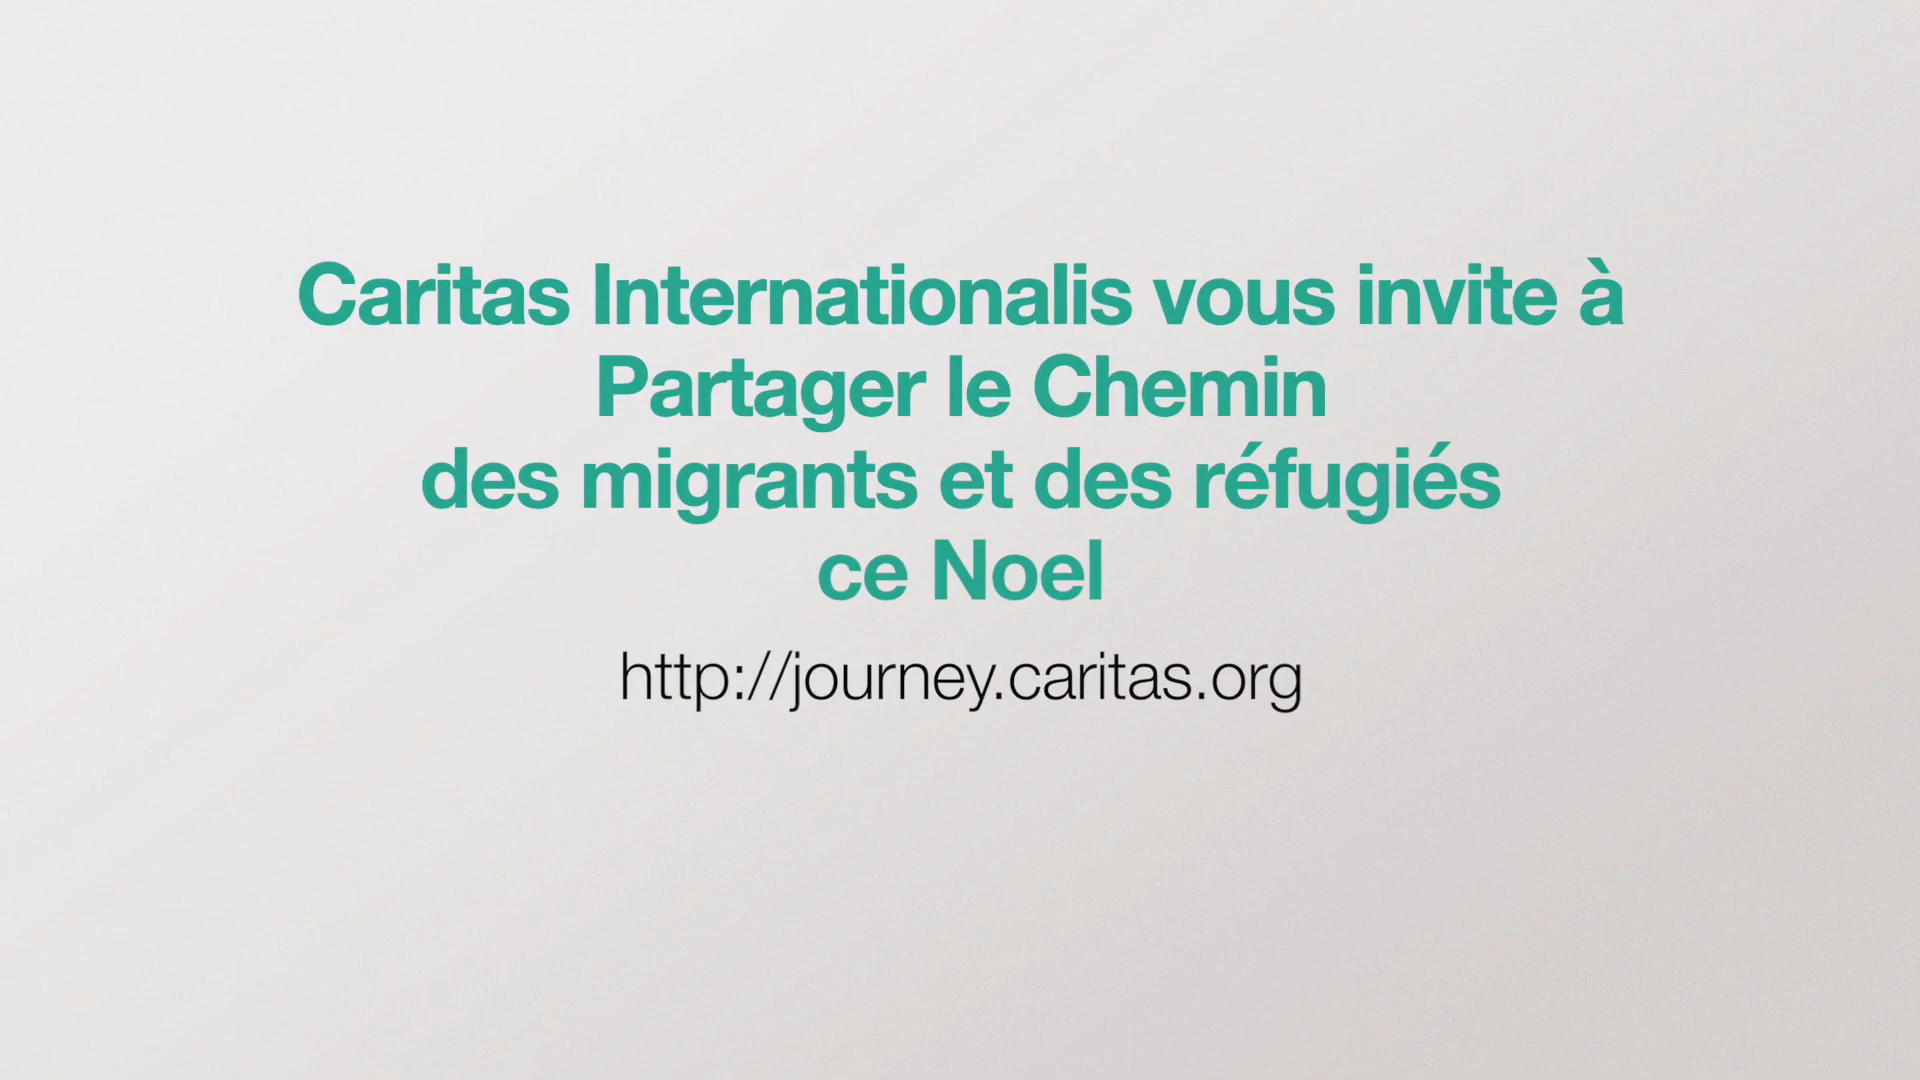 Caritas Internationalis vous invite à
Partager le Chemin
des migrants et des réfugiés
ce Noel
http://journey.caritas.org